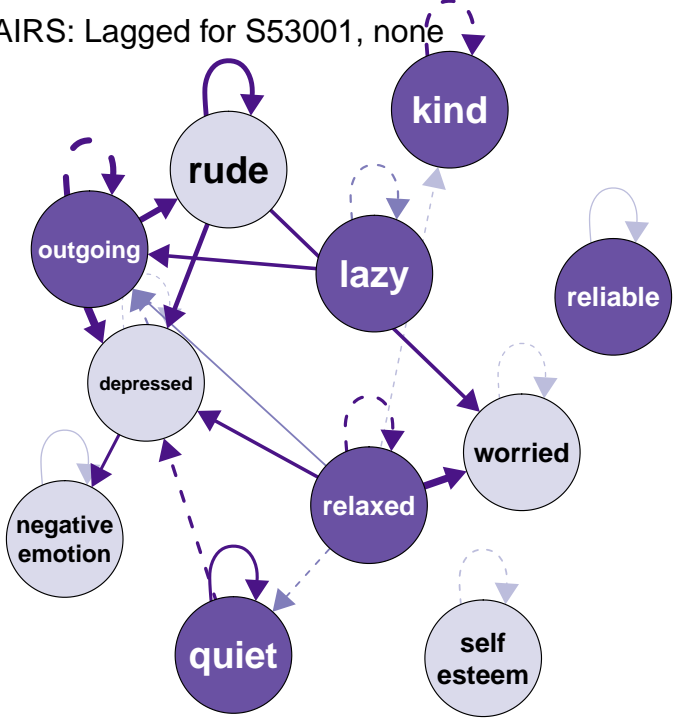 AIRS: Lagged for S53001, none
kind
rude
outgoing
lazy
reliable
depressed
worried
relaxed
negative
emotion
quiet
self
esteem